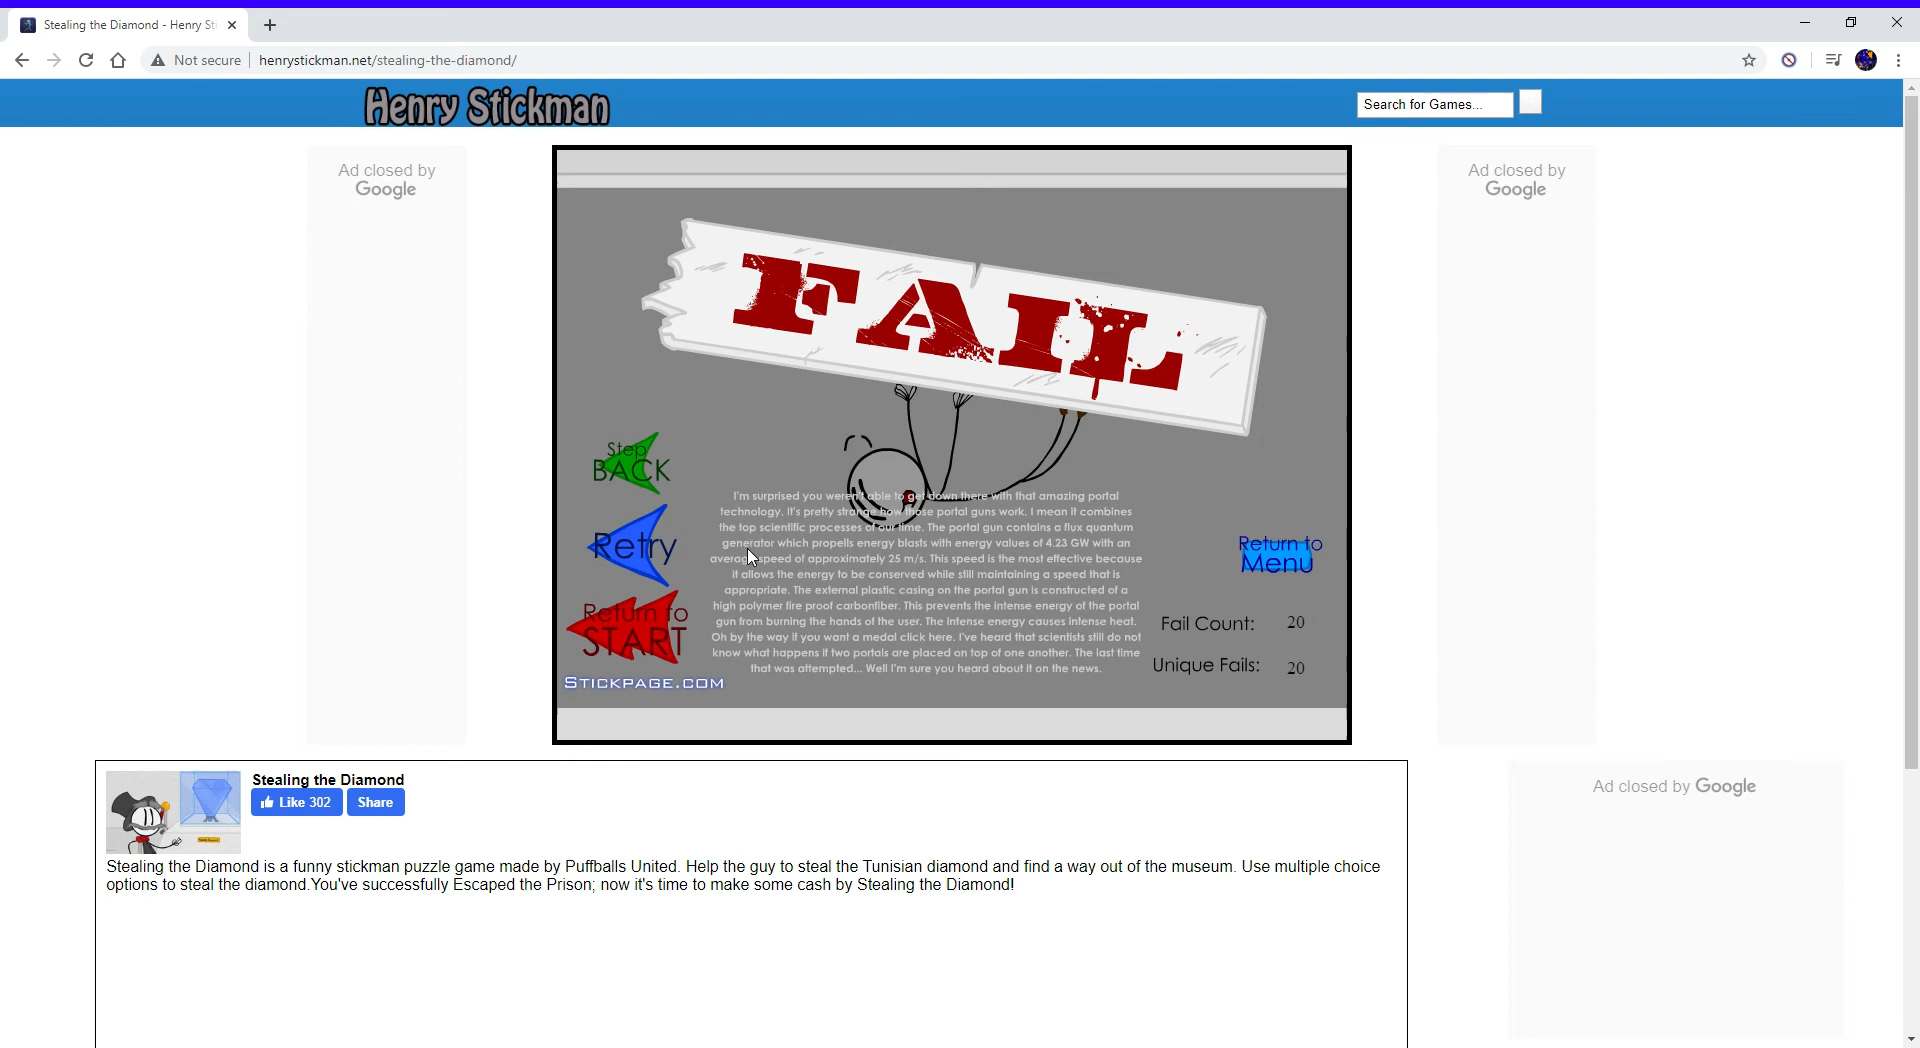 Stealing the Diamond - Henry Sti
Not secure
henrystickman.net/stealing-the-diamond/
Henry Stickman
Search for Games...
Ad closed by
Google
Ad closed by
Google
FAIL
Step
BACK
Retry
Return to
START
STICKPAGE.COM
I'm surprised you weren't able to get down there with that amazing portal
technology. It's pretty strange how those portal guns work. I mean it combines
the top scientific processes of our time. The portal gun contains a flux quantum
generator which propells energy blasts with energy values of 4.23 GW with an
average speed of approximately 25 m/s. This speed is the most effective because
it allows the energy to be conserved while still maintaining a speed that is
appropriate. The external plastic casing on the portal gun is constructed of a
high polymer fire proof carbonfiber. This prevents the intense energy of the portal
gun from burning the hands of the user. The intense energy causes intense heat.
Oh by the way if you want a medal click here. I've heard that scientists still do not
know what happens if two portals are placed on top of one another. The last time
that was attempted... Well I'm sure you heard about it on the news.
Return to
Menu
Fail Count: 20
Unique Fails: 20
Stealing the Diamond
Like 302
Share
Stealing the Diamond is a funny stickman puzzle game made by Puffballs United. Help the guy to steal the Tunisian diamond and find a way out of the museum. Use multiple choice
options to steal the diamond.You've successfully Escaped the Prison; now it's time to make some cash by Stealing the Diamond!
Ad closed by Google